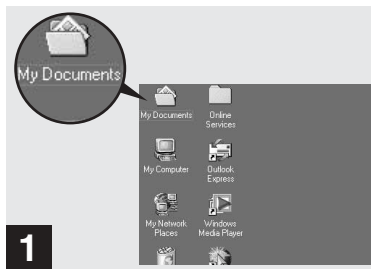 My Documents
My Documents
Online
Services
My Computer
Outlook
Express
My Network
Places
Windows
Media Player
1